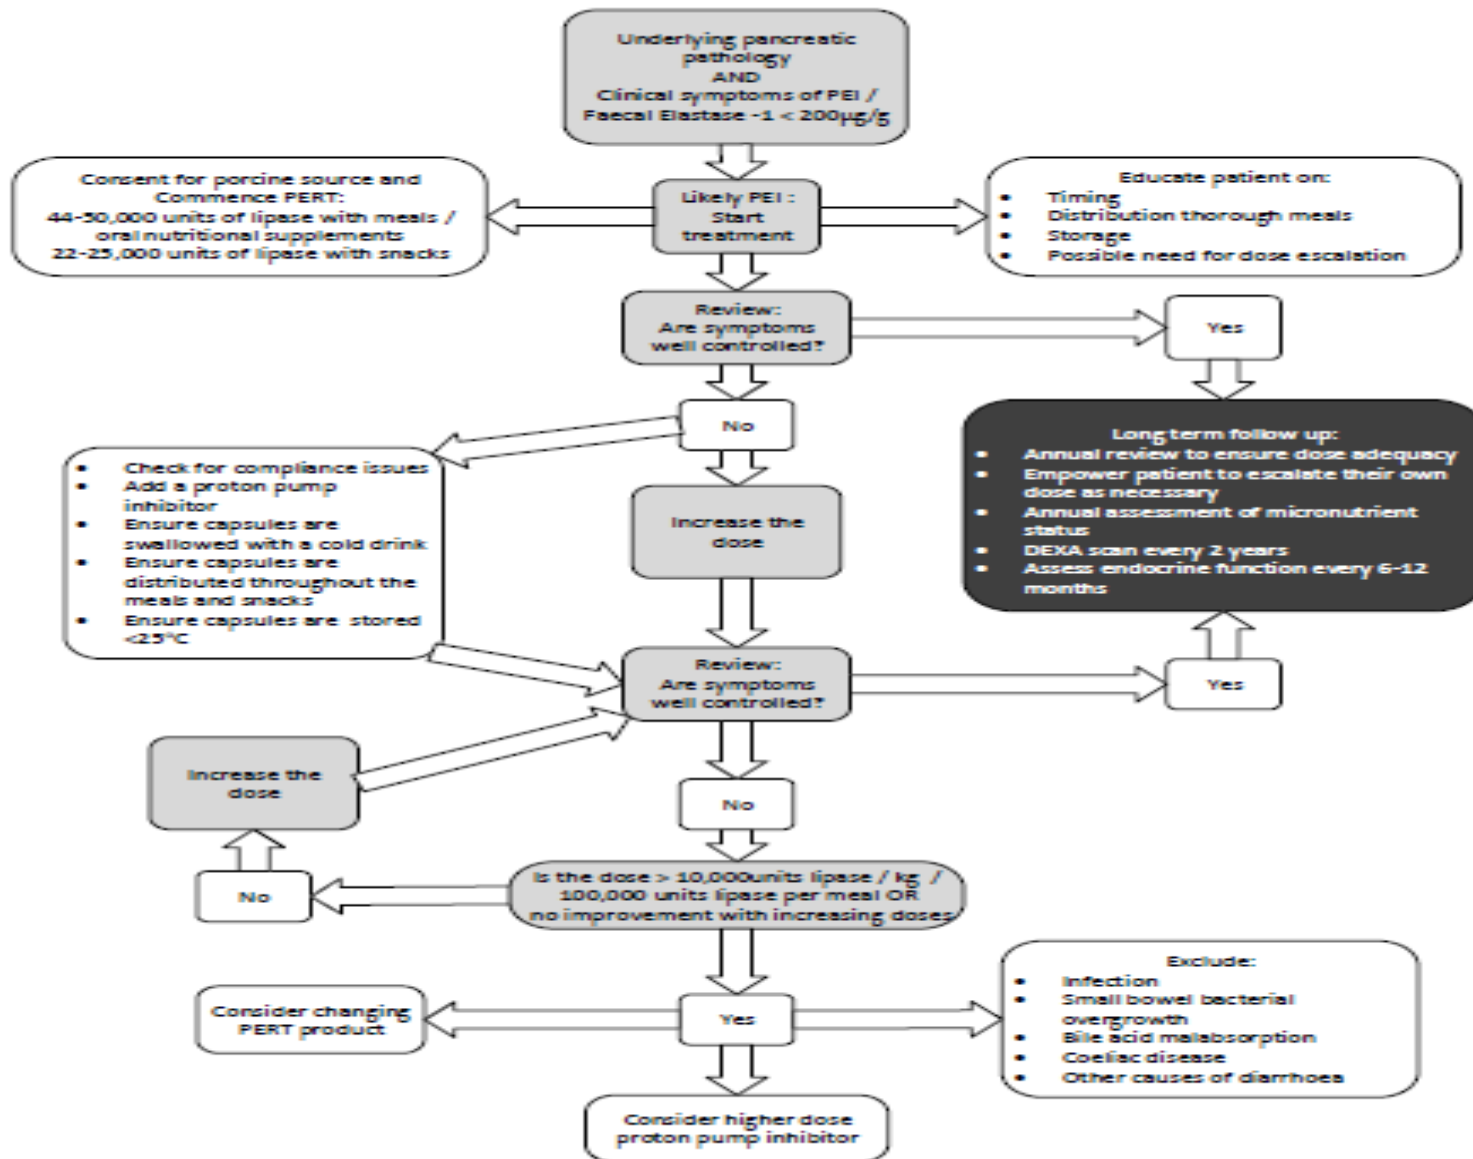 Underlying pancreatic
pathology
AND
Clinical symptoms of PEI /
Faecal Elastase -1 < 200µg/g
Consent for porcine source and
Commence PERT:
44-50,000 units of lipase with meals /
oral nutritional supplements
22-25,000 units of lipase with snacks
Likely PEI :
Start
treatment
Educate patient on:
• Timing
• Distribution thorough meals
• Storage
• Possible need for dose escalation
Review:
Are symptoms
well controlled?
Yes
No
Long term follow up:
• Annual review to ensure dose adequacy
• Empower patient to escalate their own
dose as necessary
• Annual assessment of micronutrient
status
• DEXA scan every 2 years
• Assess endocrine function every 6-12
months
• Check for compliance issues
• Add a proton pump
inhibitor
• Ensure capsules are
swallowed with a cold drink
• Ensure capsules are
distributed throughout the
meals and snacks
• Ensure capsules are stored
<25°C
Increase the
dose
Review:
Are symptoms
well controlled?
Yes
Increase the
dose
No
Is the dose > 10,000units lipase / kg /
100,000 units lipase per meal OR
no improvement with increasing doses
No
Consider changing
PERT product
Yes
Exclude:
• Infection
• Small bowel bacterial
overgrowth
• Bile acid malabsorption
• Coeliac disease
• Other causes of diarrhoea
Consider higher dose
proton pump inhibitor